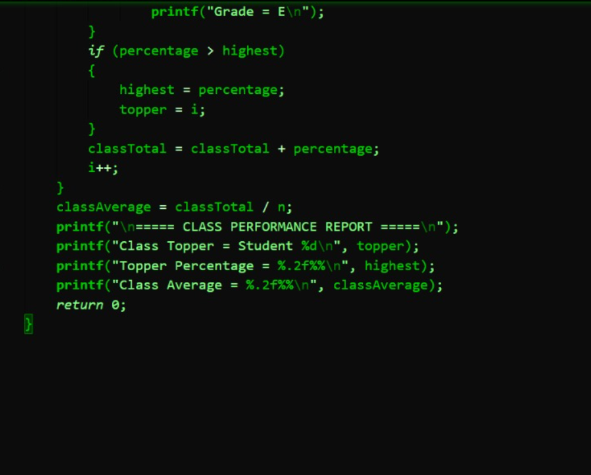 printf("Grade = E\n");
}
if (percentage > highest)
{
highest = percentage;
topper = i;
}
classTotal = classTotal + percentage;
i++;
}
classAverage = classTotal / n;
printf("\n===== CLASS PERFORMANCE REPORT =====\n");
printf("Class Topper = Student %d\n", topper);
printf("Topper Percentage = %.2f%%\n", highest);
printf("Class Average = %.2f%%\n", classAverage);
return 0;
}